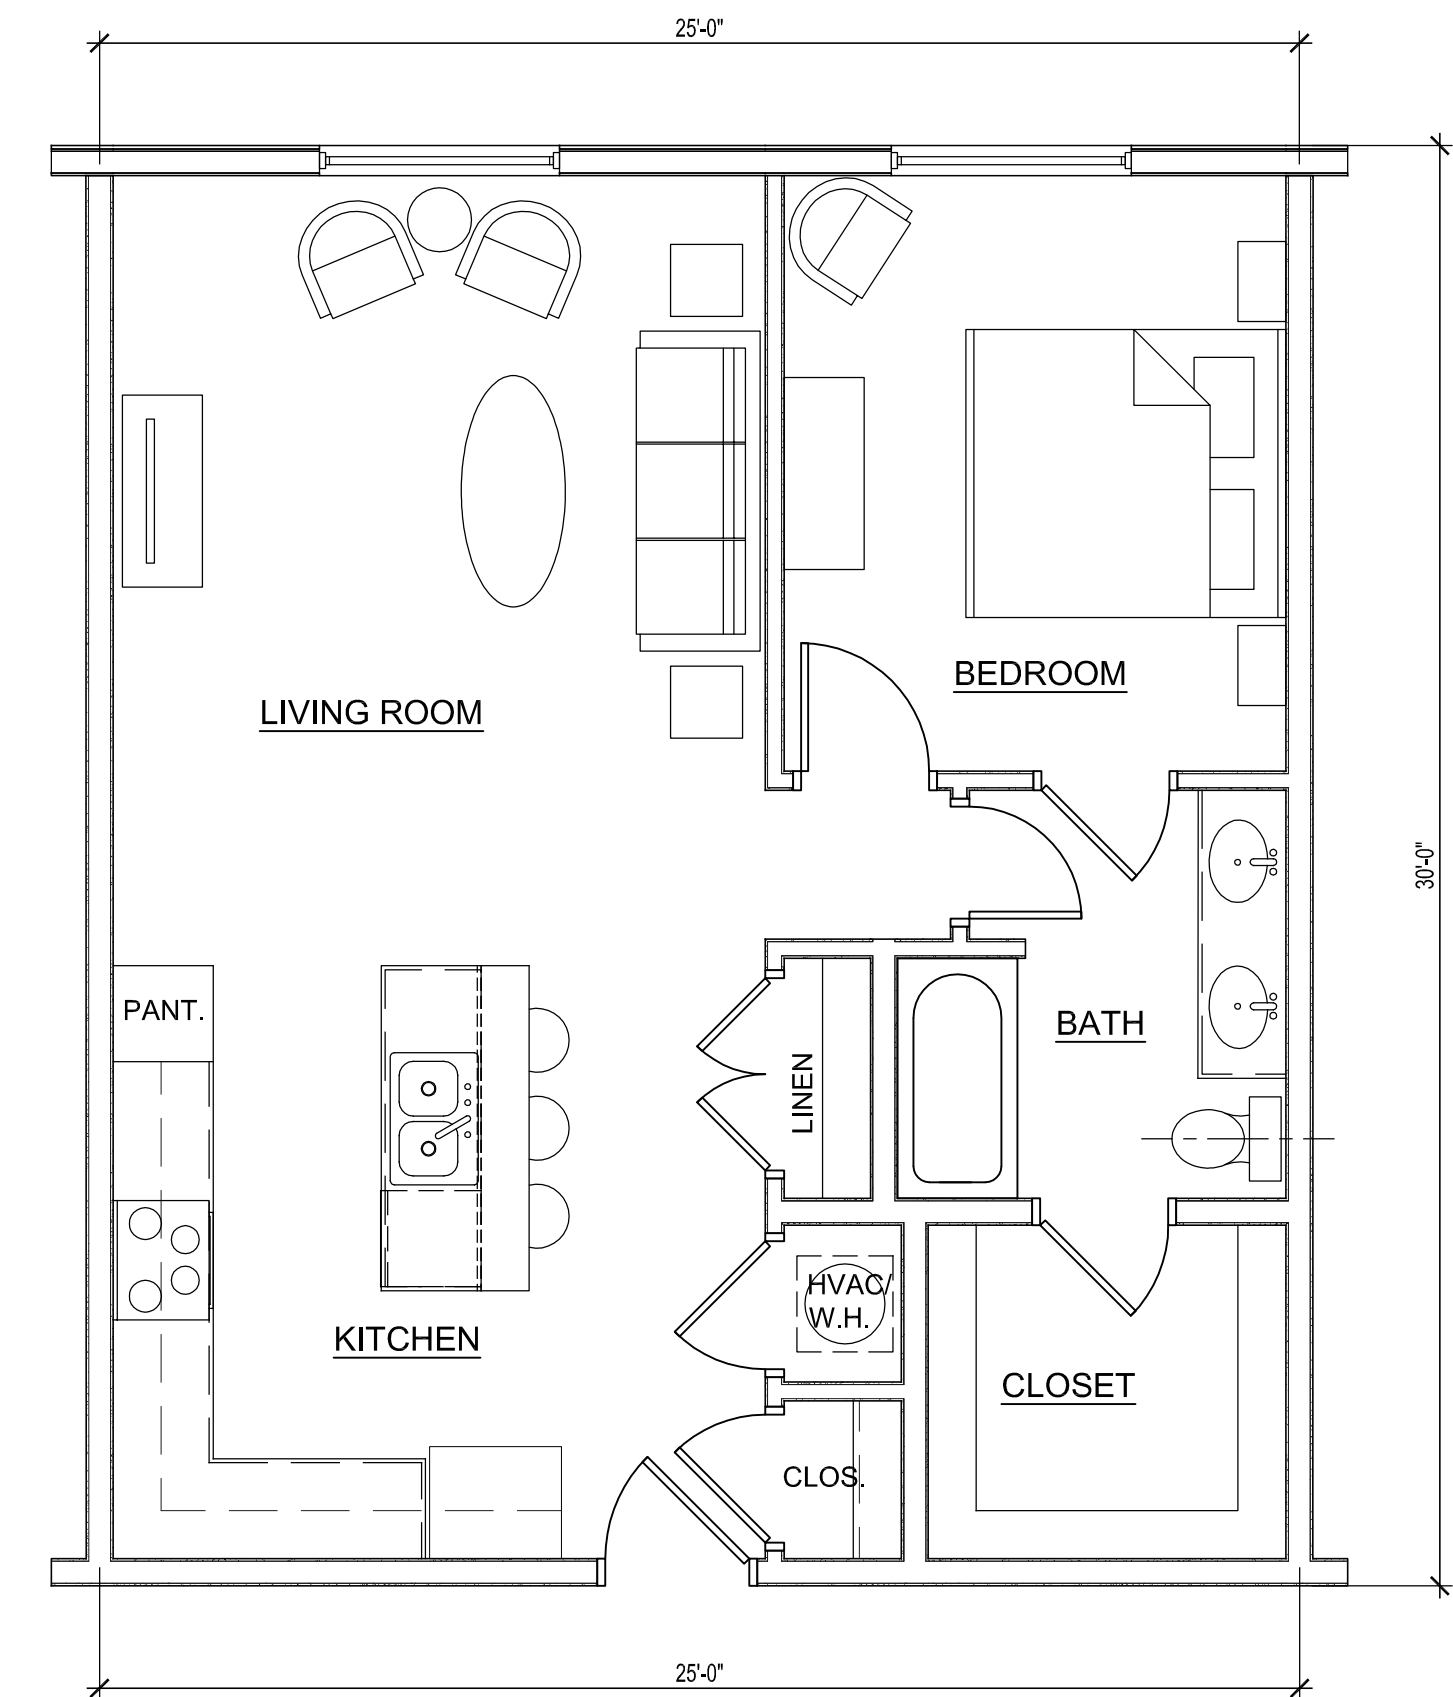 25'-0"
BEDROOM
LIVING ROOM
30'-0"
PANT.
BATH
LINEN
HVAC/
W.H.
KITCHEN
CLOSET
CLOS.
25'-0"